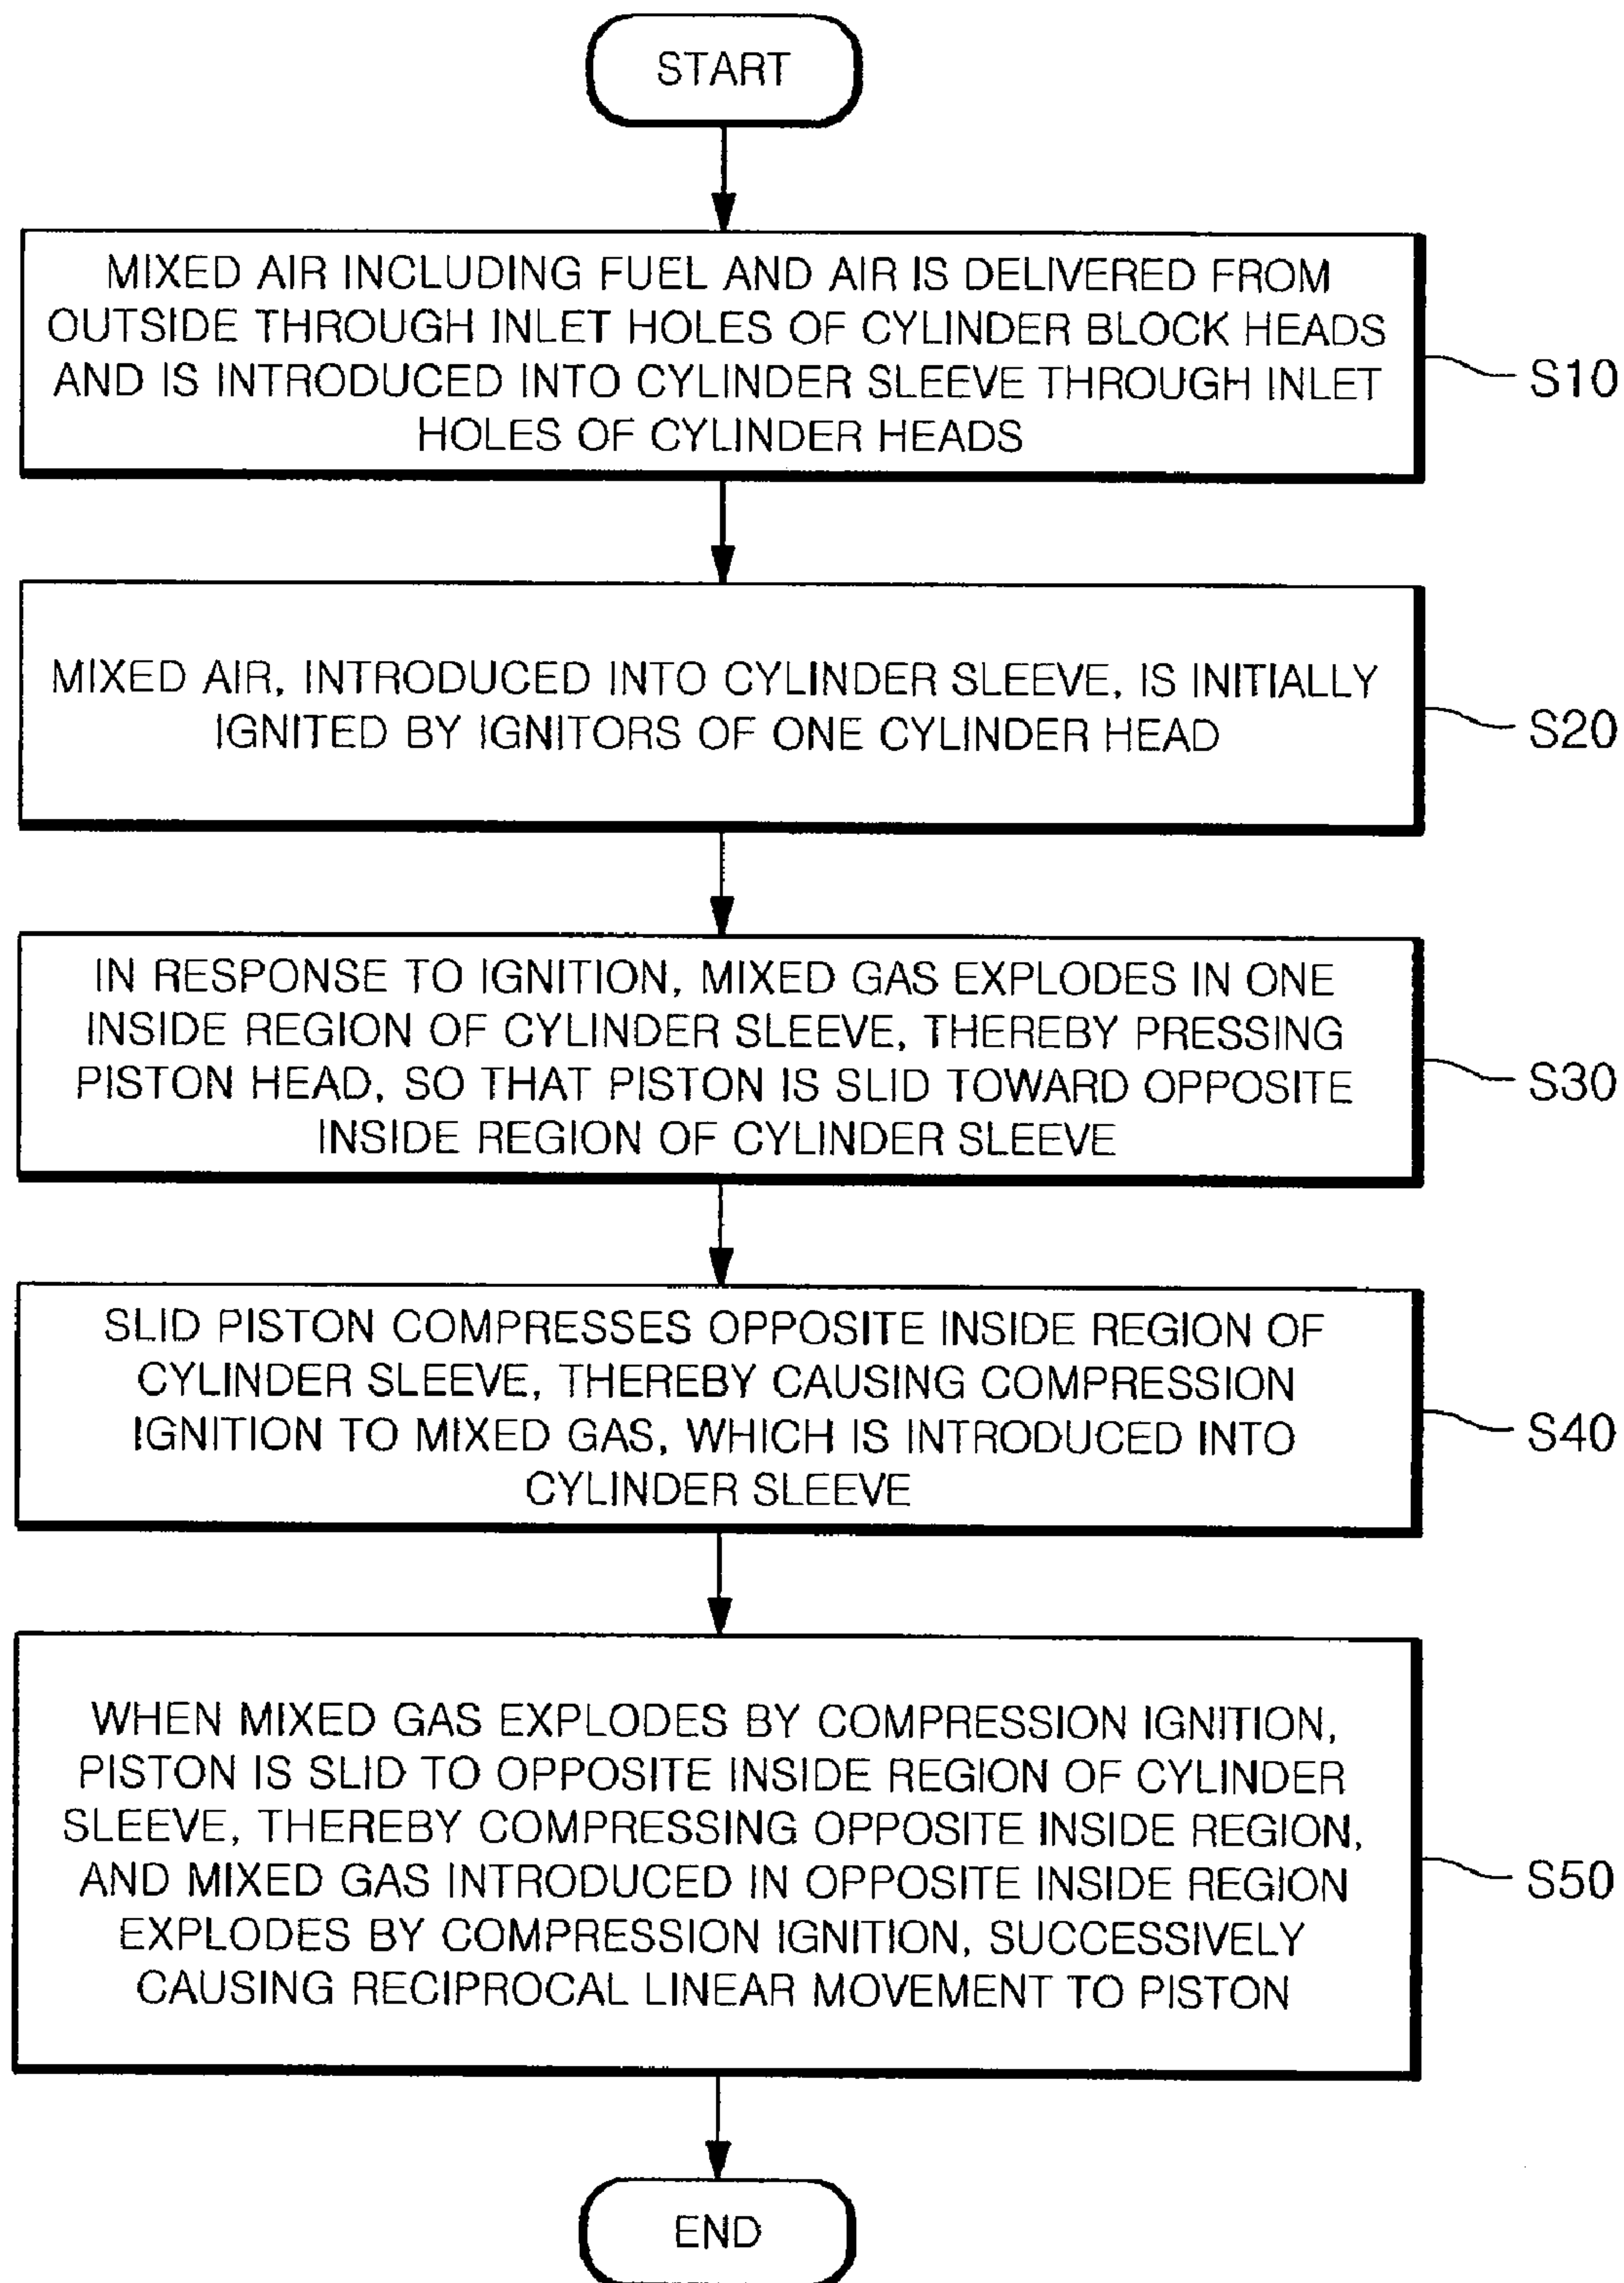 START
MIXED AIR INCLUDING FUEL AND AIR IS DELIVERED FROM
OUTSIDE THROUGH INLET HOLES OF CYLINDER BLOCK HEADS
AND IS INTRODUCED INTO CYLINDER SLEEVE THROUGH INLET
HOLES OF CYLINDER HEADS
S10
MIXED AIR, INTRODUCED INTO CYLINDER SLEEVE, IS INITIALLY
IGNITED BY IGNITORS OF ONE CYLINDER HEAD
S20
IN RESPONSE TO IGNITION, MIXED GAS EXPLODES IN ONE
INSIDE REGION OF CYLINDER SLEEVE, THEREBY PRESSING
PISTON HEAD, SO THAT PISTON IS SLID TOWARD OPPOSITE
INSIDE REGION OF CYLINDER SLEEVE
S30
SLID PISTON COMPRESSES OPPOSITE INSIDE REGION OF
CYLINDER SLEEVE, THEREBY CAUSING COMPRESSION
IGNITION TO MIXED GAS, WHICH IS INTRODUCED INTO
CYLINDER SLEEVE
S40
WHEN MIXED GAS EXPLODES BY COMPRESSION IGNITION,
PISTON IS SLID TO OPPOSITE INSIDE REGION OF CYLINDER
SLEEVE, THEREBY COMPRESSING OPPOSITE INSIDE REGION,
AND MIXED GAS INTRODUCED IN OPPOSITE INSIDE REGION
EXPLODES BY COMPRESSION IGNITION, SUCCESSIVELY
CAUSING RECIPROCAL LINEAR MOVEMENT TO PISTON
S50
END